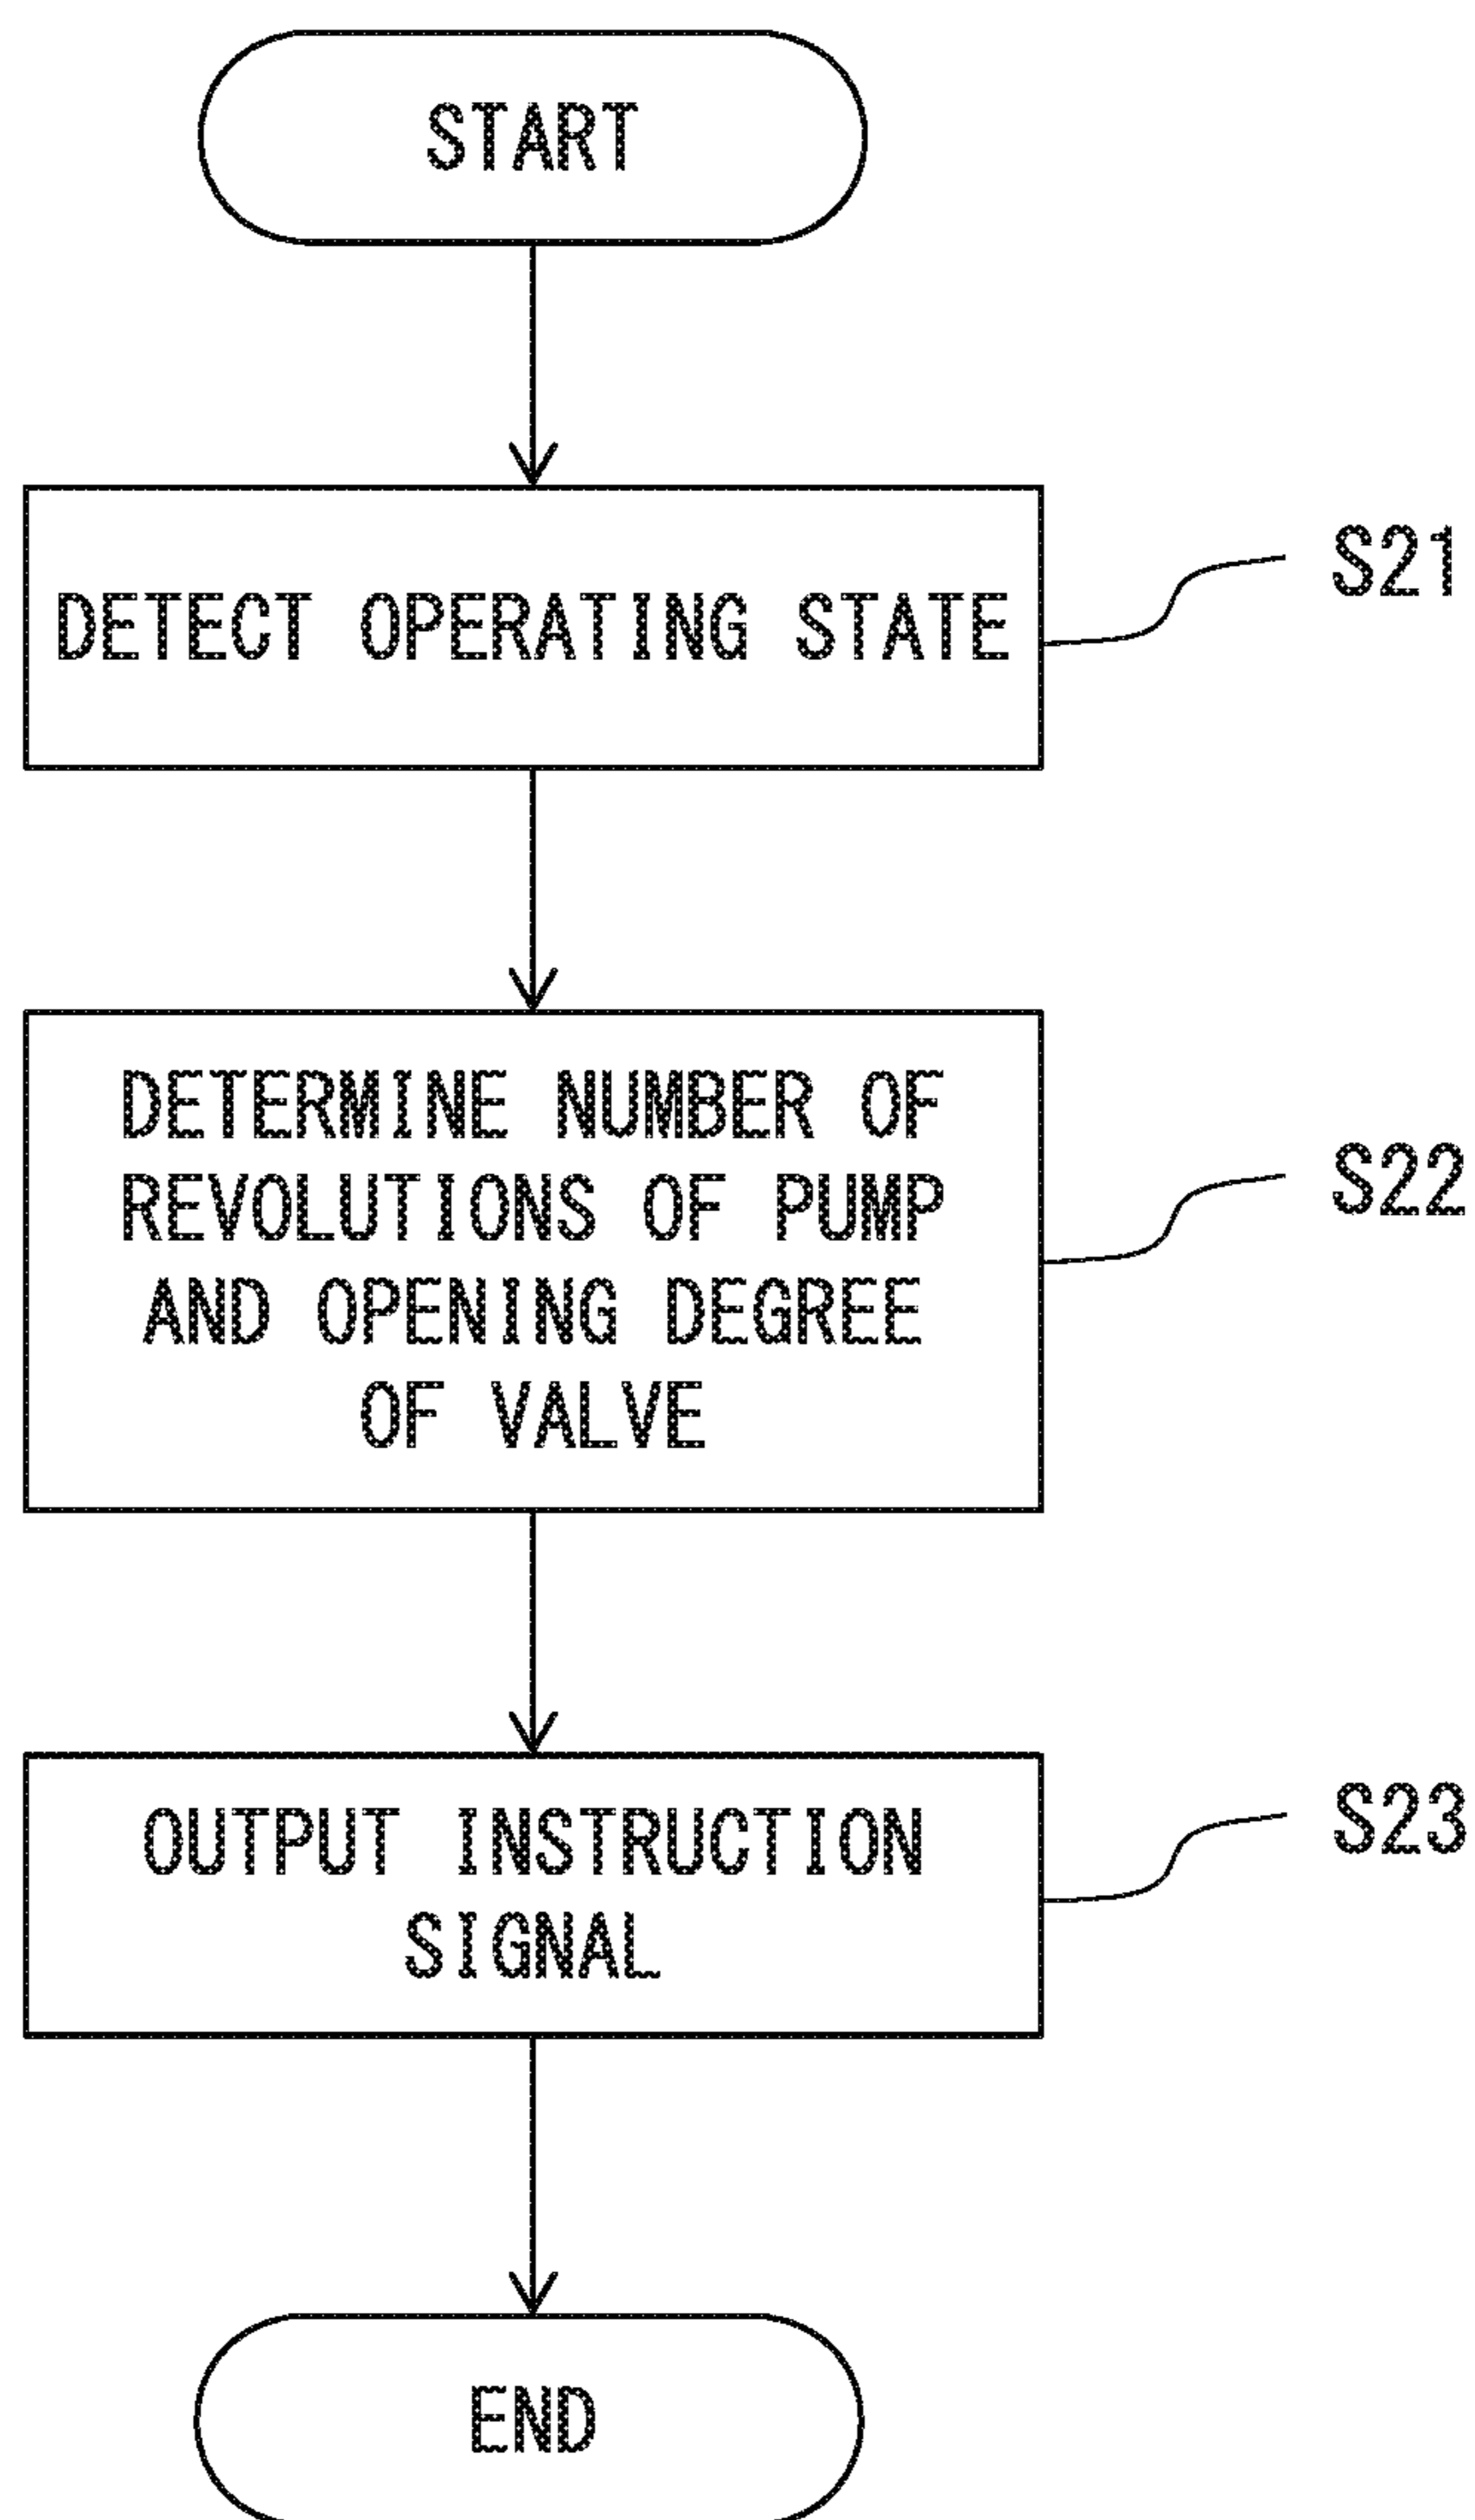 START
DETECT OPERATING STATE
S21
DETERMINE NUMBER OF
REVOLUTIONS OF PUMP
AND OPENING DEGREE
OF VALVE
S22
OUTPUT INSTRUCTION
SIGNAL
S23
END